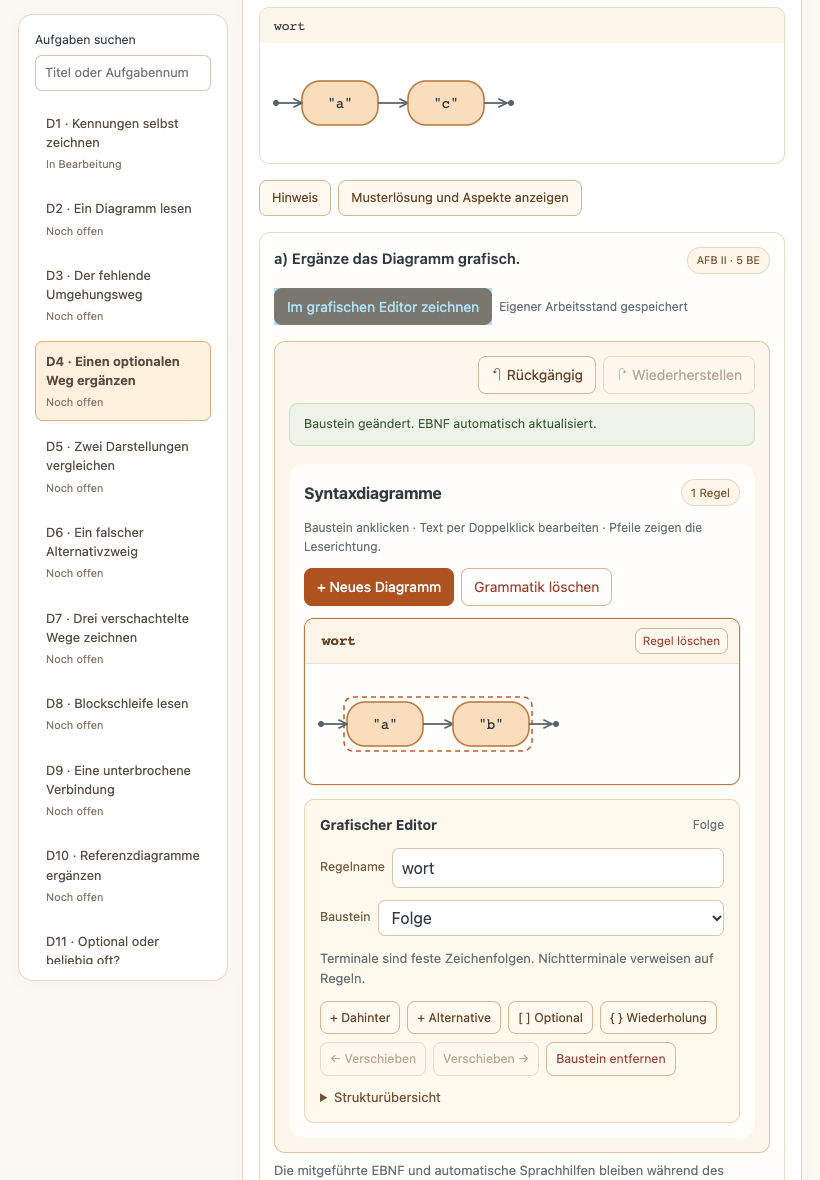 Aufgaben suchen
Titel oder Aufgabennum
D1 · Kennungen selbst
zeichnen
In Bearbeitung
D2 · Ein Diagramm lesen
Noch offen
D3 · Der fehlende
Umgehungsweg
Noch offen
D4 · Einen optionalen
Weg ergänzen
Noch offen
D5 · Zwei Darstellungen
vergleichen
Noch offen
D6 · Ein falscher
Alternativzweig
Noch offen
D7 · Drei verschachtelte
Wege zeichnen
Noch offen
D8 · Blockschleife lesen
Noch offen
D9 · Eine unterbrochene
Verbindung
Noch offen
D10 · Referenzdiagramme
ergänzen
Noch offen
D11 · Optional oder
beliebig oft?
wort
"a" "c"
Hinweis Musterlösung und Aspekte anzeigen
a) Ergänze das Diagramm grafisch. AFB II · 5 BE
Im grafischen Editor zeichnen Eigener Arbeitsstand gespeichert
Rückgängig Wiederherstellen
Baustein geändert. EBNF automatisch aktualisiert.
Syntaxdiagramme 1 Regel
Baustein anklicken · Text per Doppelklick bearbeiten · Pfeile zeigen die
Leserichtung.
+ Neues Diagramm Grammatik löschen
wort Regel löschen
"a" "b"
Grafischer Editor Folge
Regelname wort
Baustein Folge
Terminale sind feste Zeichenfolgen. Nichtterminale verweisen auf
Regeln.
+ Dahinter + Alternative [ ] Optional { } Wiederholung
← Verschieben Verschieben → Baustein entfernen
▶ Strukturübersicht
Die mitgeführte EBNF und automatische Sprachhilfen bleiben während des